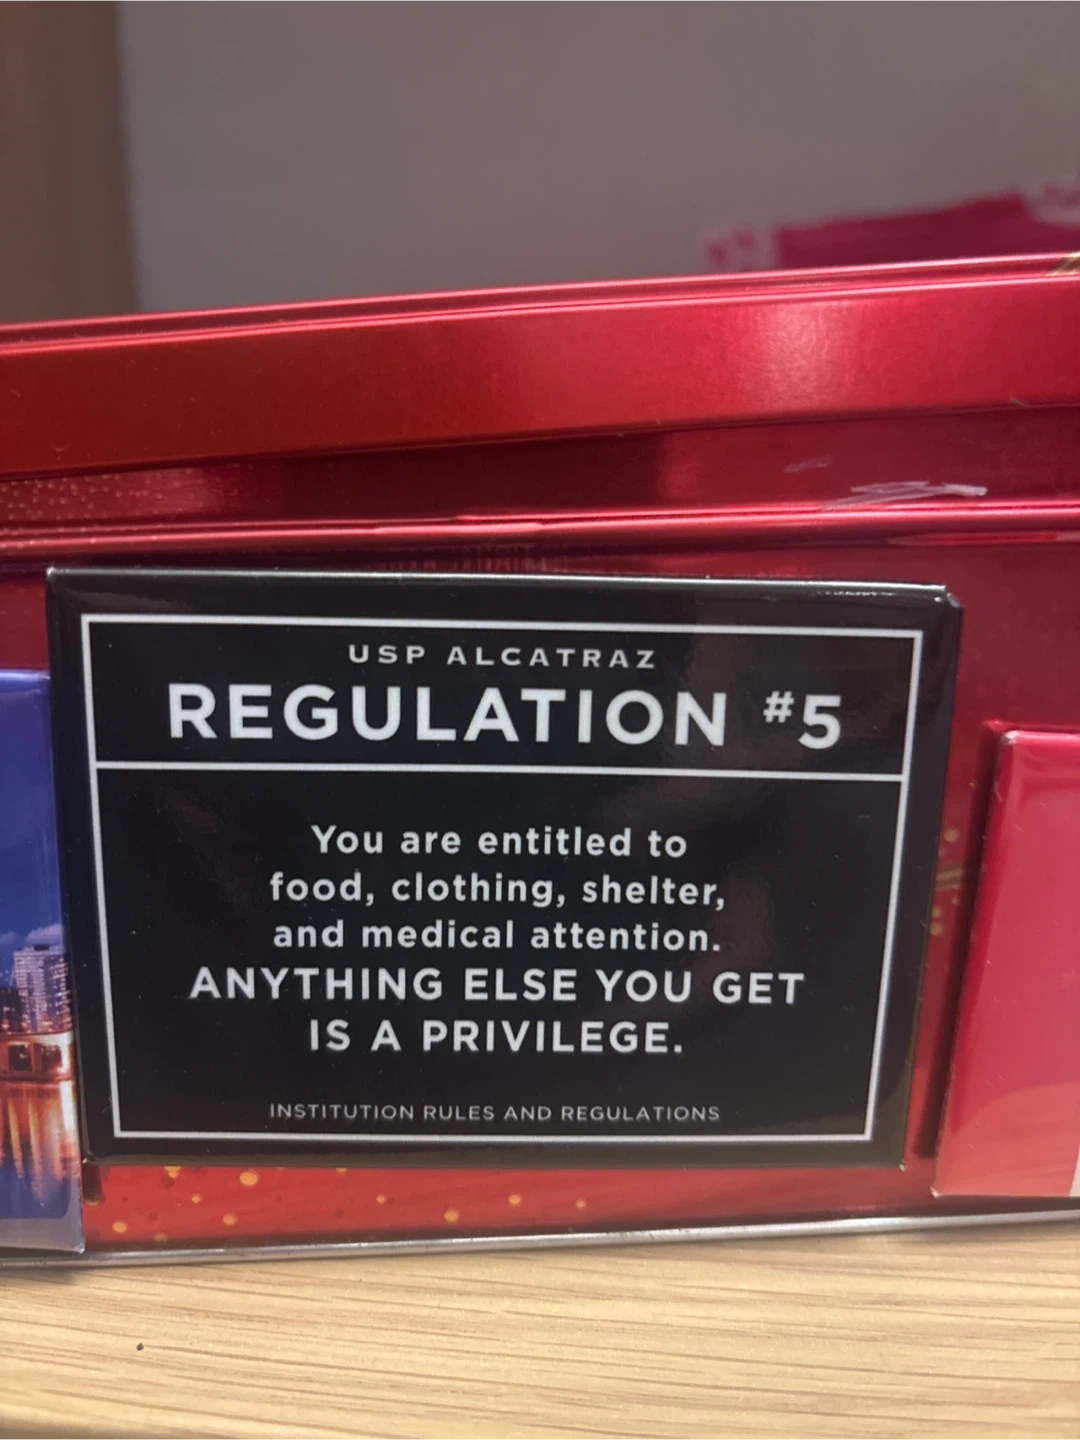 USP ALCATRAZ
REGULATION #5
You are entitled to
food, clothing, shelter,
and medical attention.
ANYTHING ELSE YOU GET
IS A PRIVILEGE.
INSTITUTION RULES AND REGULATIONS